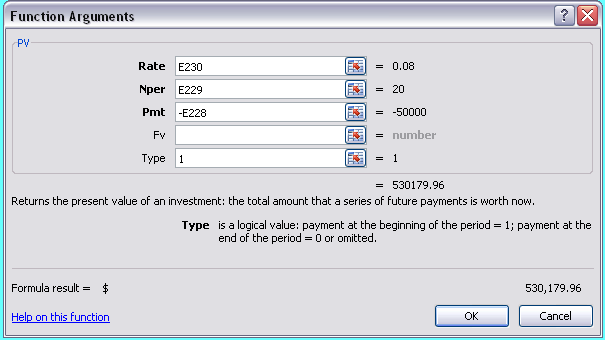 Function Arguments
PV
Rate E230 = 0.08
Nper E229 = 20
Pmt -E228 = -50000
Fv = number
Type 1 = 1
= 530179.96
Returns the present value of an investment: the total amount that a series of future payments is worth now.
Type is a logical value: payment at the beginning of the period = 1; payment at the
end of the period = 0 or omitted.
Formula result = $ 530,179.96
Help on this function OK Cancel